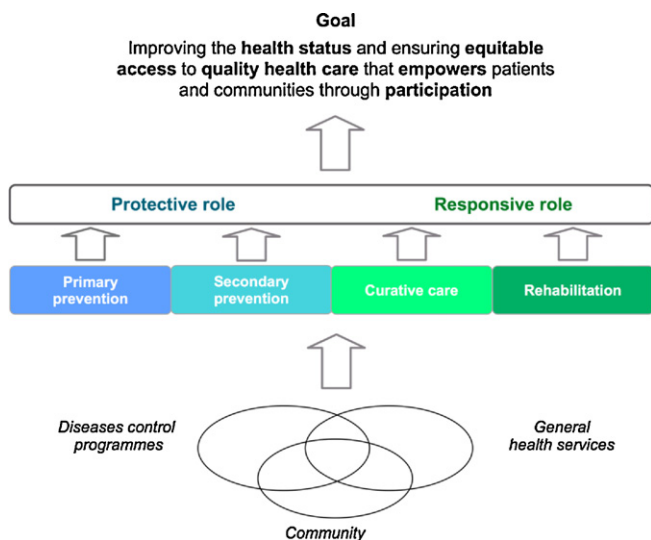 Goal
Improving the health status and ensuring equitable
access to quality health care that empowers patients
and communities through participation
Protective role
Responsive role
Primary
prevention
Secondary
prevention
Curative care
Rehabilitation
Diseases control
programmes
General
health services
Community